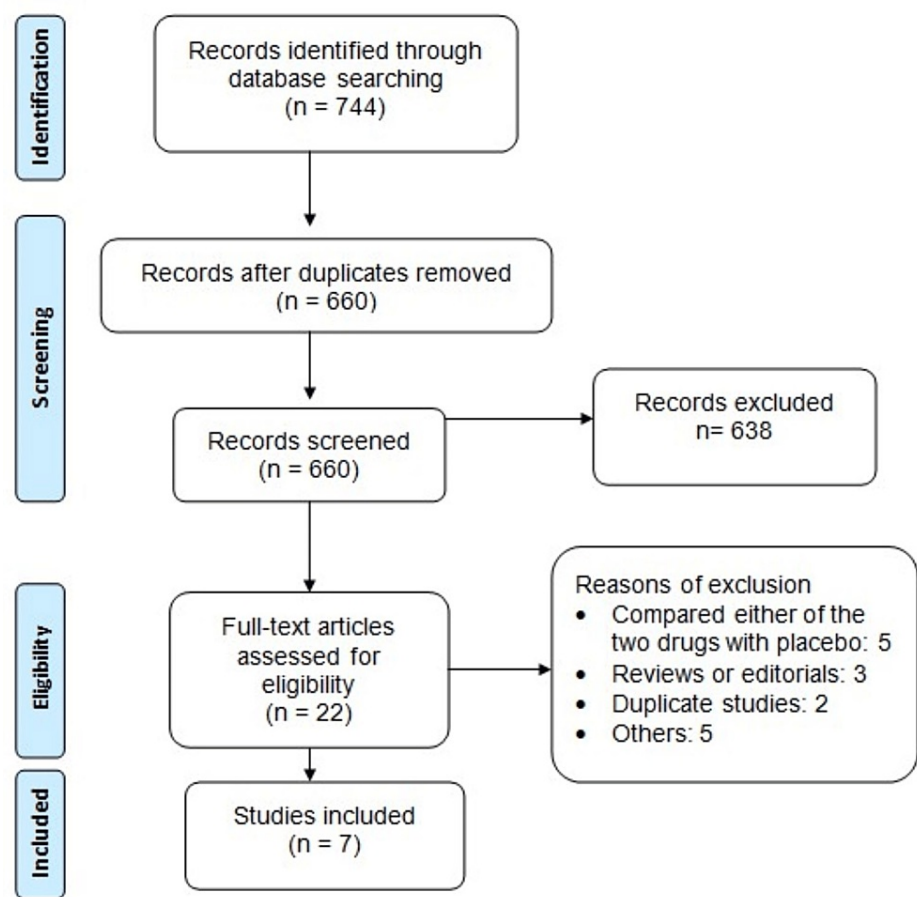 Identification
Records identified through
database searching
(n = 744)
Screening
Records after duplicates removed
(n = 660)
Records screened
(n = 660)
Records excluded
n= 638
Eligibility
Full-text articles
assessed for
eligibility
(n = 22)
Reasons of exclusion
• Compared either of the
two drugs with placebo: 5
• Reviews or editorials: 3
• Duplicate studies: 2
• Others: 5
Included
Studies included
(n = 7)